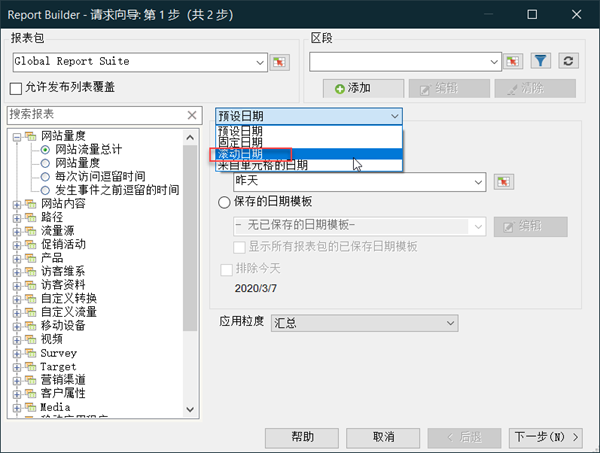 Report Builder - 请求向导: 第 1 步（共 2 步）
报表包
区段
Global Report Suite
允许发布列表覆盖
添加
编辑
清除
搜索报表
预设日期
预设日期
固定日期
滚动日期
来自单元格的日期
网站量度
网站流量总计
网站量度
每次访问逗留时间
发生事件之前逗留的时间
网站内容
路径
流量源
促销活动
产品
访客维系
访客资料
自定义转换
自定义流量
移动设备
视频
Survey
Target
营销渠道
客户属性
Media
移动应用程序
昨天
保存的日期模板
- 无已保存的日期模板-
编辑
显示所有报表包的已保存日期模板
排除今天
2020/3/7
应用粒度
汇总
帮助
取消
< 后退
下一步(N) >